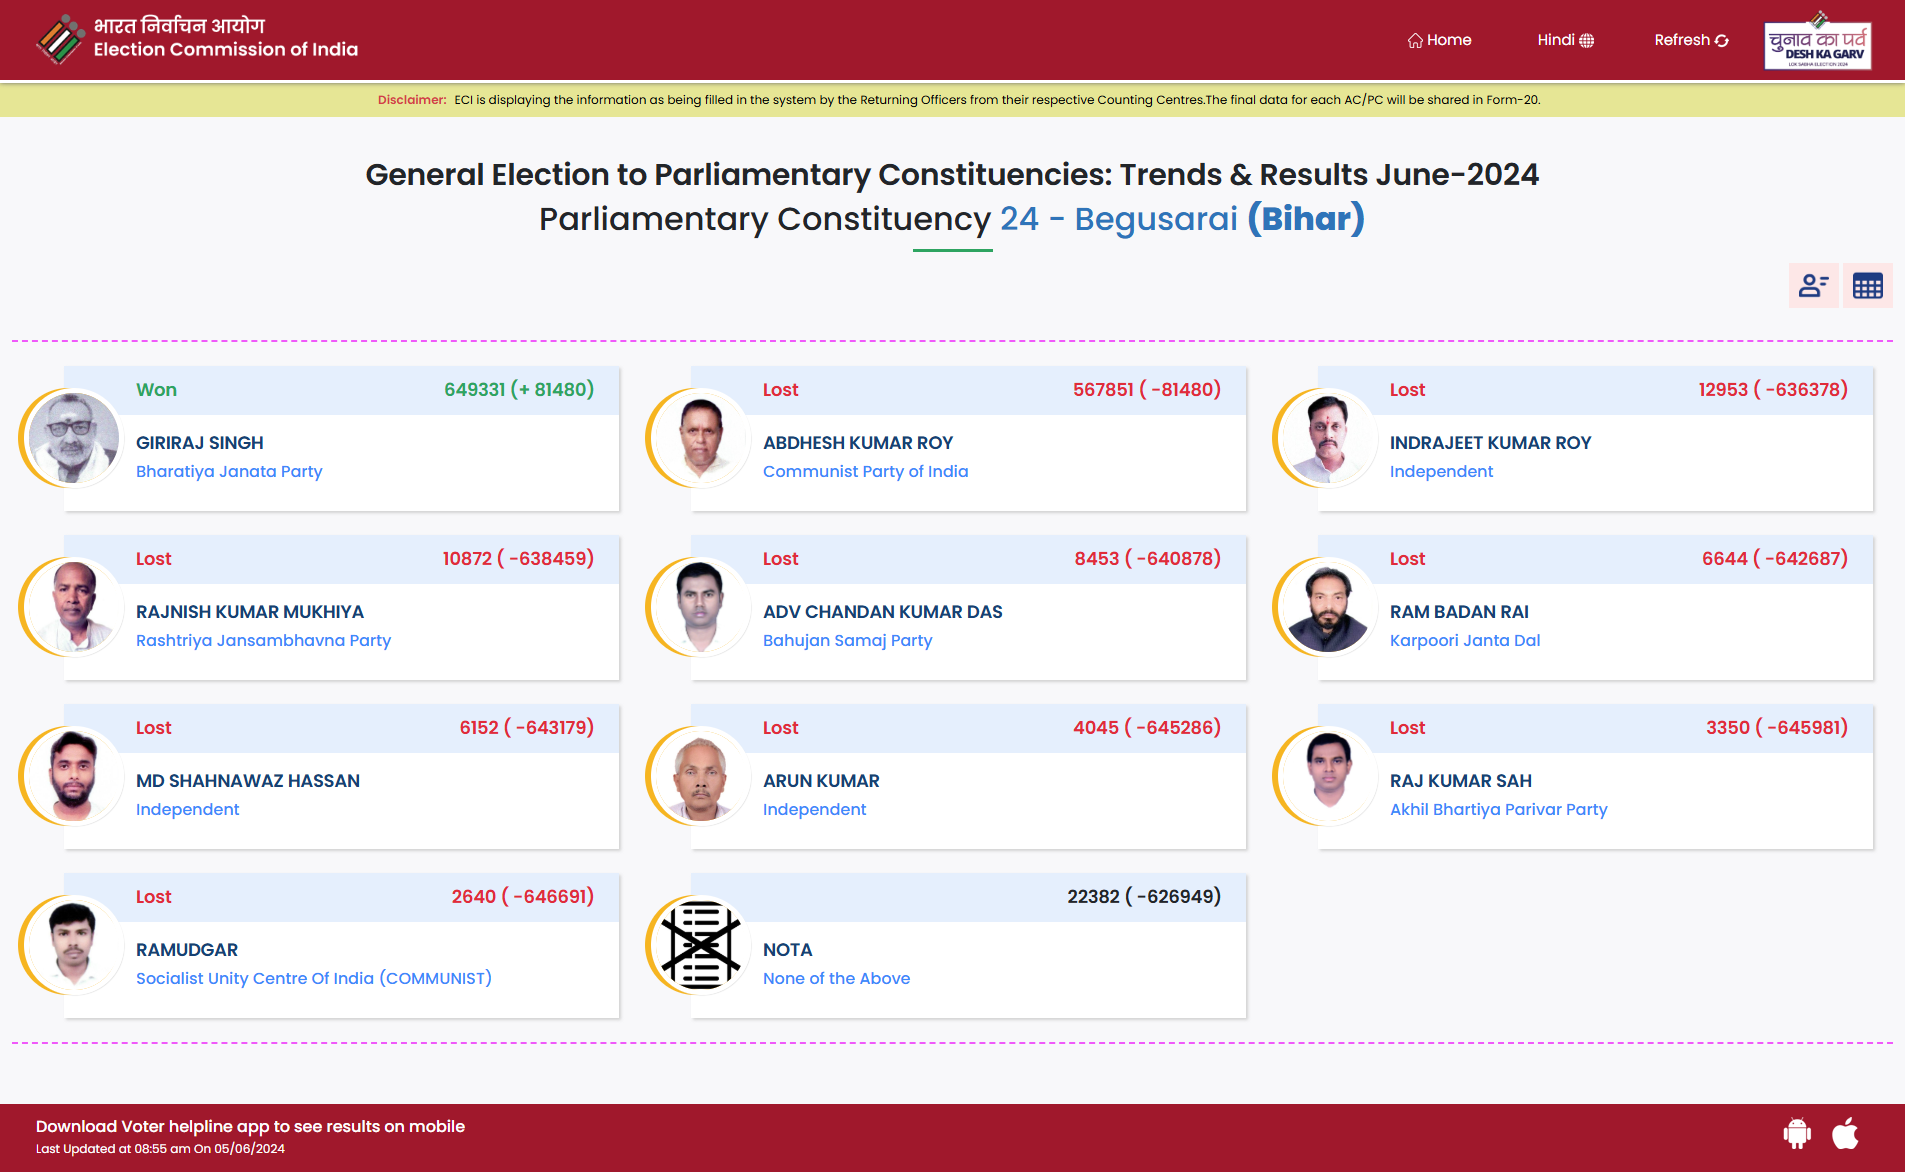 भारत निर्वाचन आयोग
Election Commission of India
Home
Hindi
Refresh
चुनाव का पर्व
DESH KA GARV
LOK SABHA ELECTION 2024
Disclaimer: ECI is displaying the information as being filled in the system by the Returning Officers from their respective Counting Centres.The final data for each AC/PC will be shared in Form-20.
General Election to Parliamentary Constituencies: Trends & Results June-2024
Parliamentary Constituency 24 - Begusarai (Bihar)
Won 649331 (+ 81480)
GIRIRAJ SINGH
Bharatiya Janata Party
Lost 567851 ( -81480)
ABDHESH KUMAR ROY
Communist Party of India
Lost 12953 ( -636378)
INDRAJEET KUMAR ROY
Independent
Lost 10872 ( -638459)
RAJNISH KUMAR MUKHIYA
Rashtriya Jansambhavna Party
Lost 8453 ( -640878)
ADV CHANDAN KUMAR DAS
Bahujan Samaj Party
Lost 6644 ( -642687)
RAM BADAN RAI
Karpoori Janta Dal
Lost 6152 ( -643179)
MD SHAHNAWAZ HASSAN
Independent
Lost 4045 ( -645286)
ARUN KUMAR
Independent
Lost 3350 ( -645981)
RAJ KUMAR SAH
Akhil Bhartiya Parivar Party
Lost 2640 ( -646691)
RAMUDGAR
Socialist Unity Centre Of India (COMMUNIST)
22382 ( -626949)
NOTA
None of the Above
Download Voter helpline app to see results on mobile
Last Updated at 08:55 am On 05/06/2024